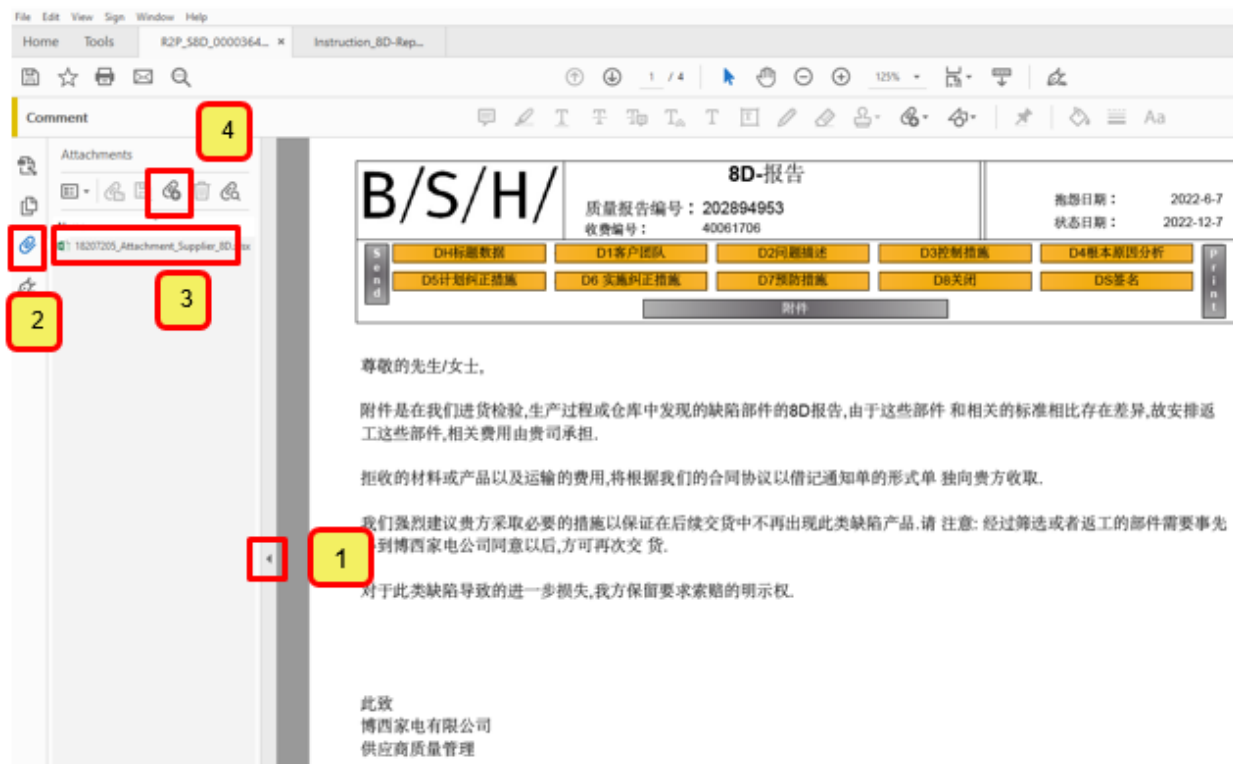 File Edit View Sign Window Help
Home Tools R2P_S8D_0000364... × Instruction_8D-Rep...
1 / 4 125%
Comment Aa
4
Attachments
18207205_Attachment_Supplier_8D.
2
3
1
B/S/H/
8D-报告
质量报告编号: 202894953
收费编号: 40061706
抱怨日期: 2022-6-7
状态日期: 2022-12-7
Send
DH标题数据 D1客户团队 D2问题描述 D3控制措施 D4根本原因分析
D5计划纠正措施 D6 实施纠正措施 D7预防措施 D8关闭 DS签名
Print
附件
尊敬的先生/女士,
附件是在我们进货检验,生产过程或仓库中发现的缺陷部件的8D报告,由于这些部件 和相关的标准相比存在差异,故安排返
工这些部件,相关费用由贵司承担.
拒收的材料或产品以及运输的费用,将根据我们的合同协议以借记通知单的形式单 独向贵方收取.
我们强烈建议贵方采取必要的措施以保证在后续交货中不再出现此类缺陷产品.请 注意: 经过筛选或者返工的部件需要事先
到博西家电公司同意以后,方可再次交 货.
对于此类缺陷导致的进一步损失,我方保留要求索赔的明示权.
此致
博西家电有限公司
供应商质量管理